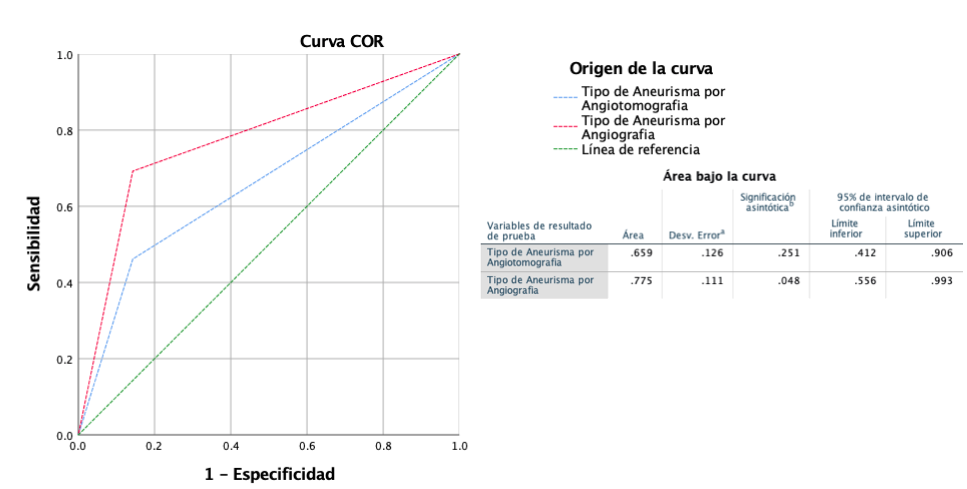 Curva COR
1.0
0.8
0.6
0.4
0.2
0.0
0.0
0.2
0.4
0.6
0.8
1.0
Sensibilidad
1 - Especificidad
Origen de la curva
Tipo de Aneurisma por
Angiotomografia
Tipo de Aneurisma por
Angiografia
Línea de referencia
Área bajo la curva
Variables de resultado
de prueba
Área
Desv. Errorᵃ
Significación
asintóticaᵇ
95% de intervalo de
confianza asintótico
Límite
inferior
Límite
superior
Tipo de Aneurisma por
Angiotomografia
.659
.126
.251
.412
.906
Tipo de Aneurisma por
Angiografia
.775
.111
.048
.556
.993